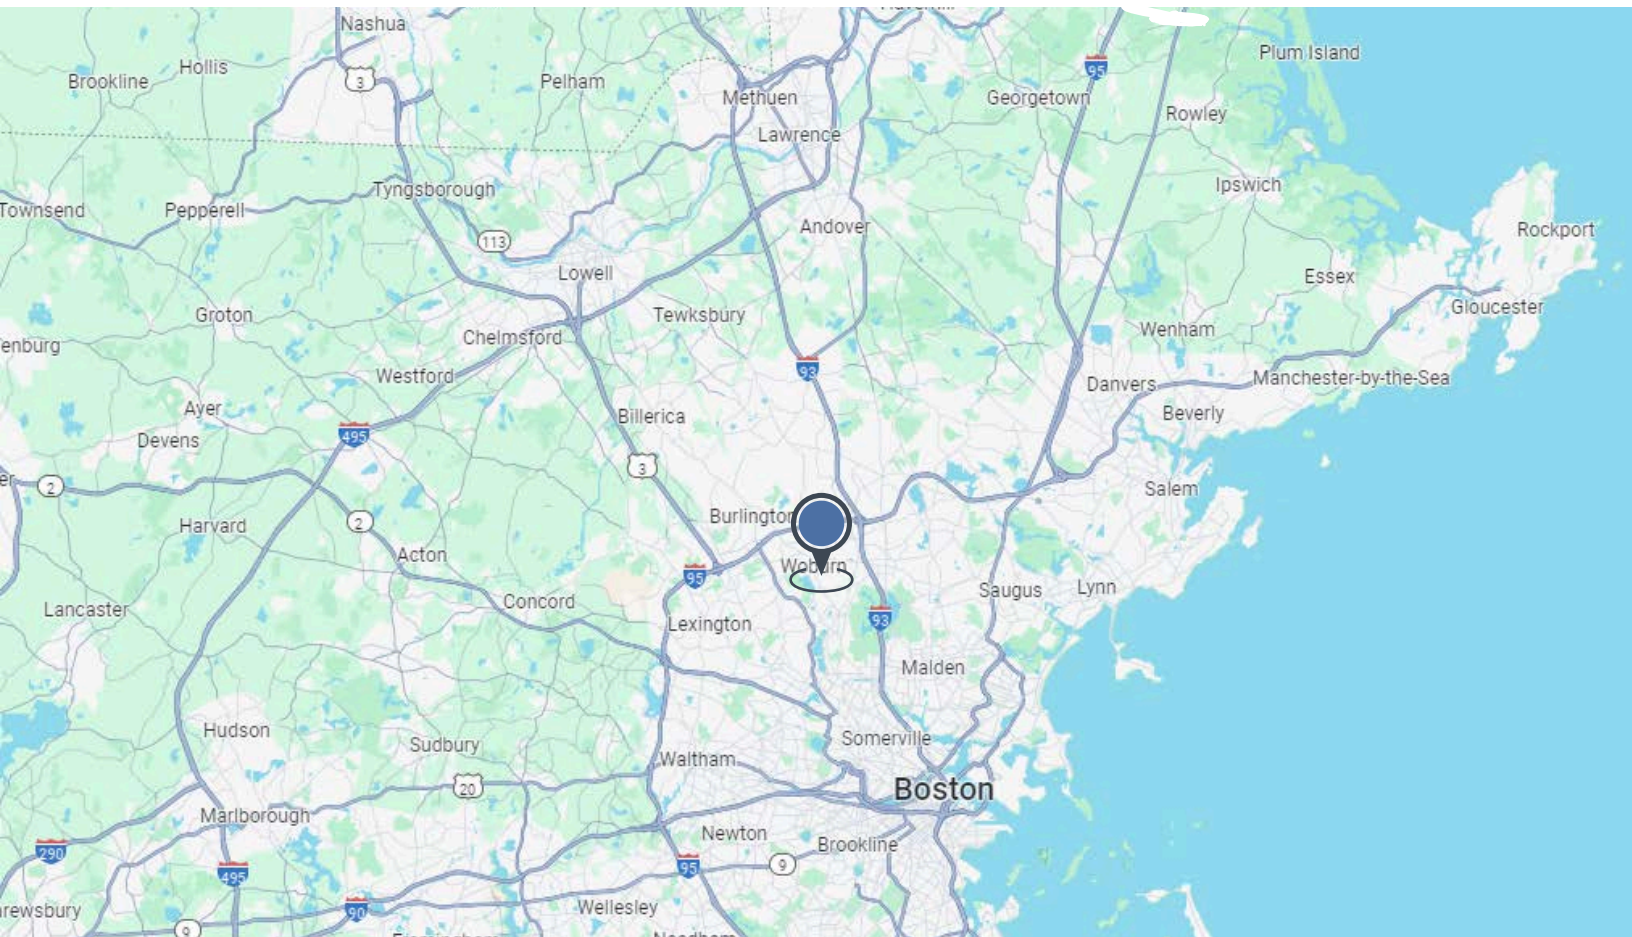 Nashua
Plum Island
Hollis
3
95
Brookline
Pelham
Methuen
Georgetown
Rowley
Lawrence
Tyngsborough
Ipswich
Townsend
Pepperell
Andover
Rockport
113
Lowell
Essex
Gloucester
Groton
Tewksbury
Wenham
Chelmsford
93
Westford
Danvers
Manchester-by-the-Sea
Ayer
Billerica
Beverly
495
Devens
3
2
Salem
Burlington
2
Harvard
Acton
Woburn
95
Lynn
Saugus
Concord
Lancaster
93
Lexington
Malden
Hudson
Somerville
Sudbury
Waltham
20
Boston
Marlborough
Newton
Brookline
290
95
9
495
90
Wellesley
9